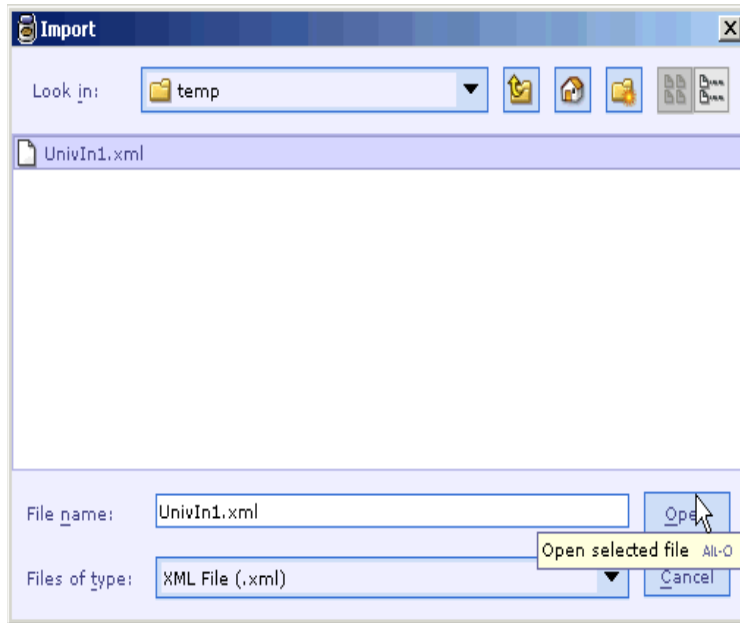 Import
Look in: temp
UnivIn1.xml
File name: UnivIn1.xml
Open
Open selected file Alt-O
Files of type: XML File (.xml)
Cancel